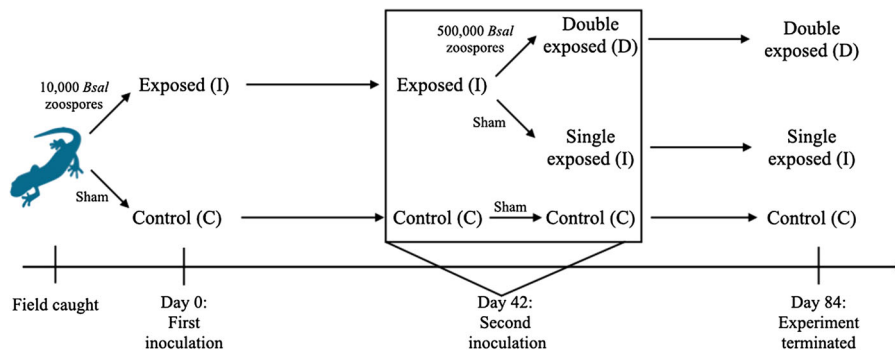 10,000 Bsal
zoospores
Exposed (I)
Sham
Control (C)
500,000 Bsal
zoospores
Exposed (I)
Sham
Double
exposed (D)
Single
exposed (I)
Control (C)
Sham
Control (C)
Double
exposed (D)
Single
exposed (I)
Control (C)
Field caught
Day 0:
First
inoculation
Day 42:
Second
inoculation
Day 84:
Experiment
terminated